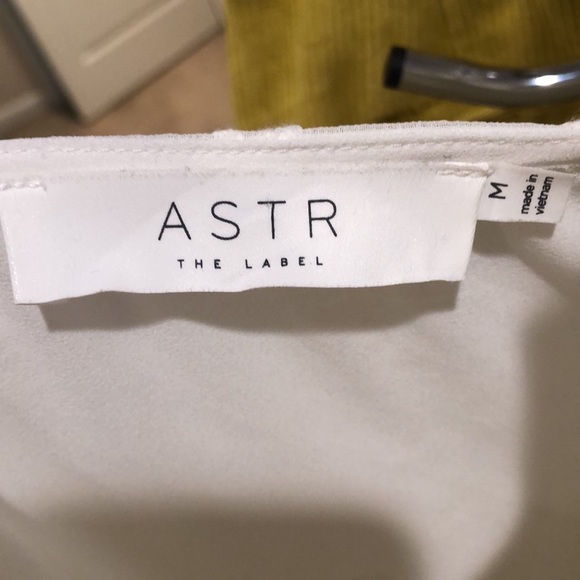 ASTR
THE LABEL
M
made in
vietnam